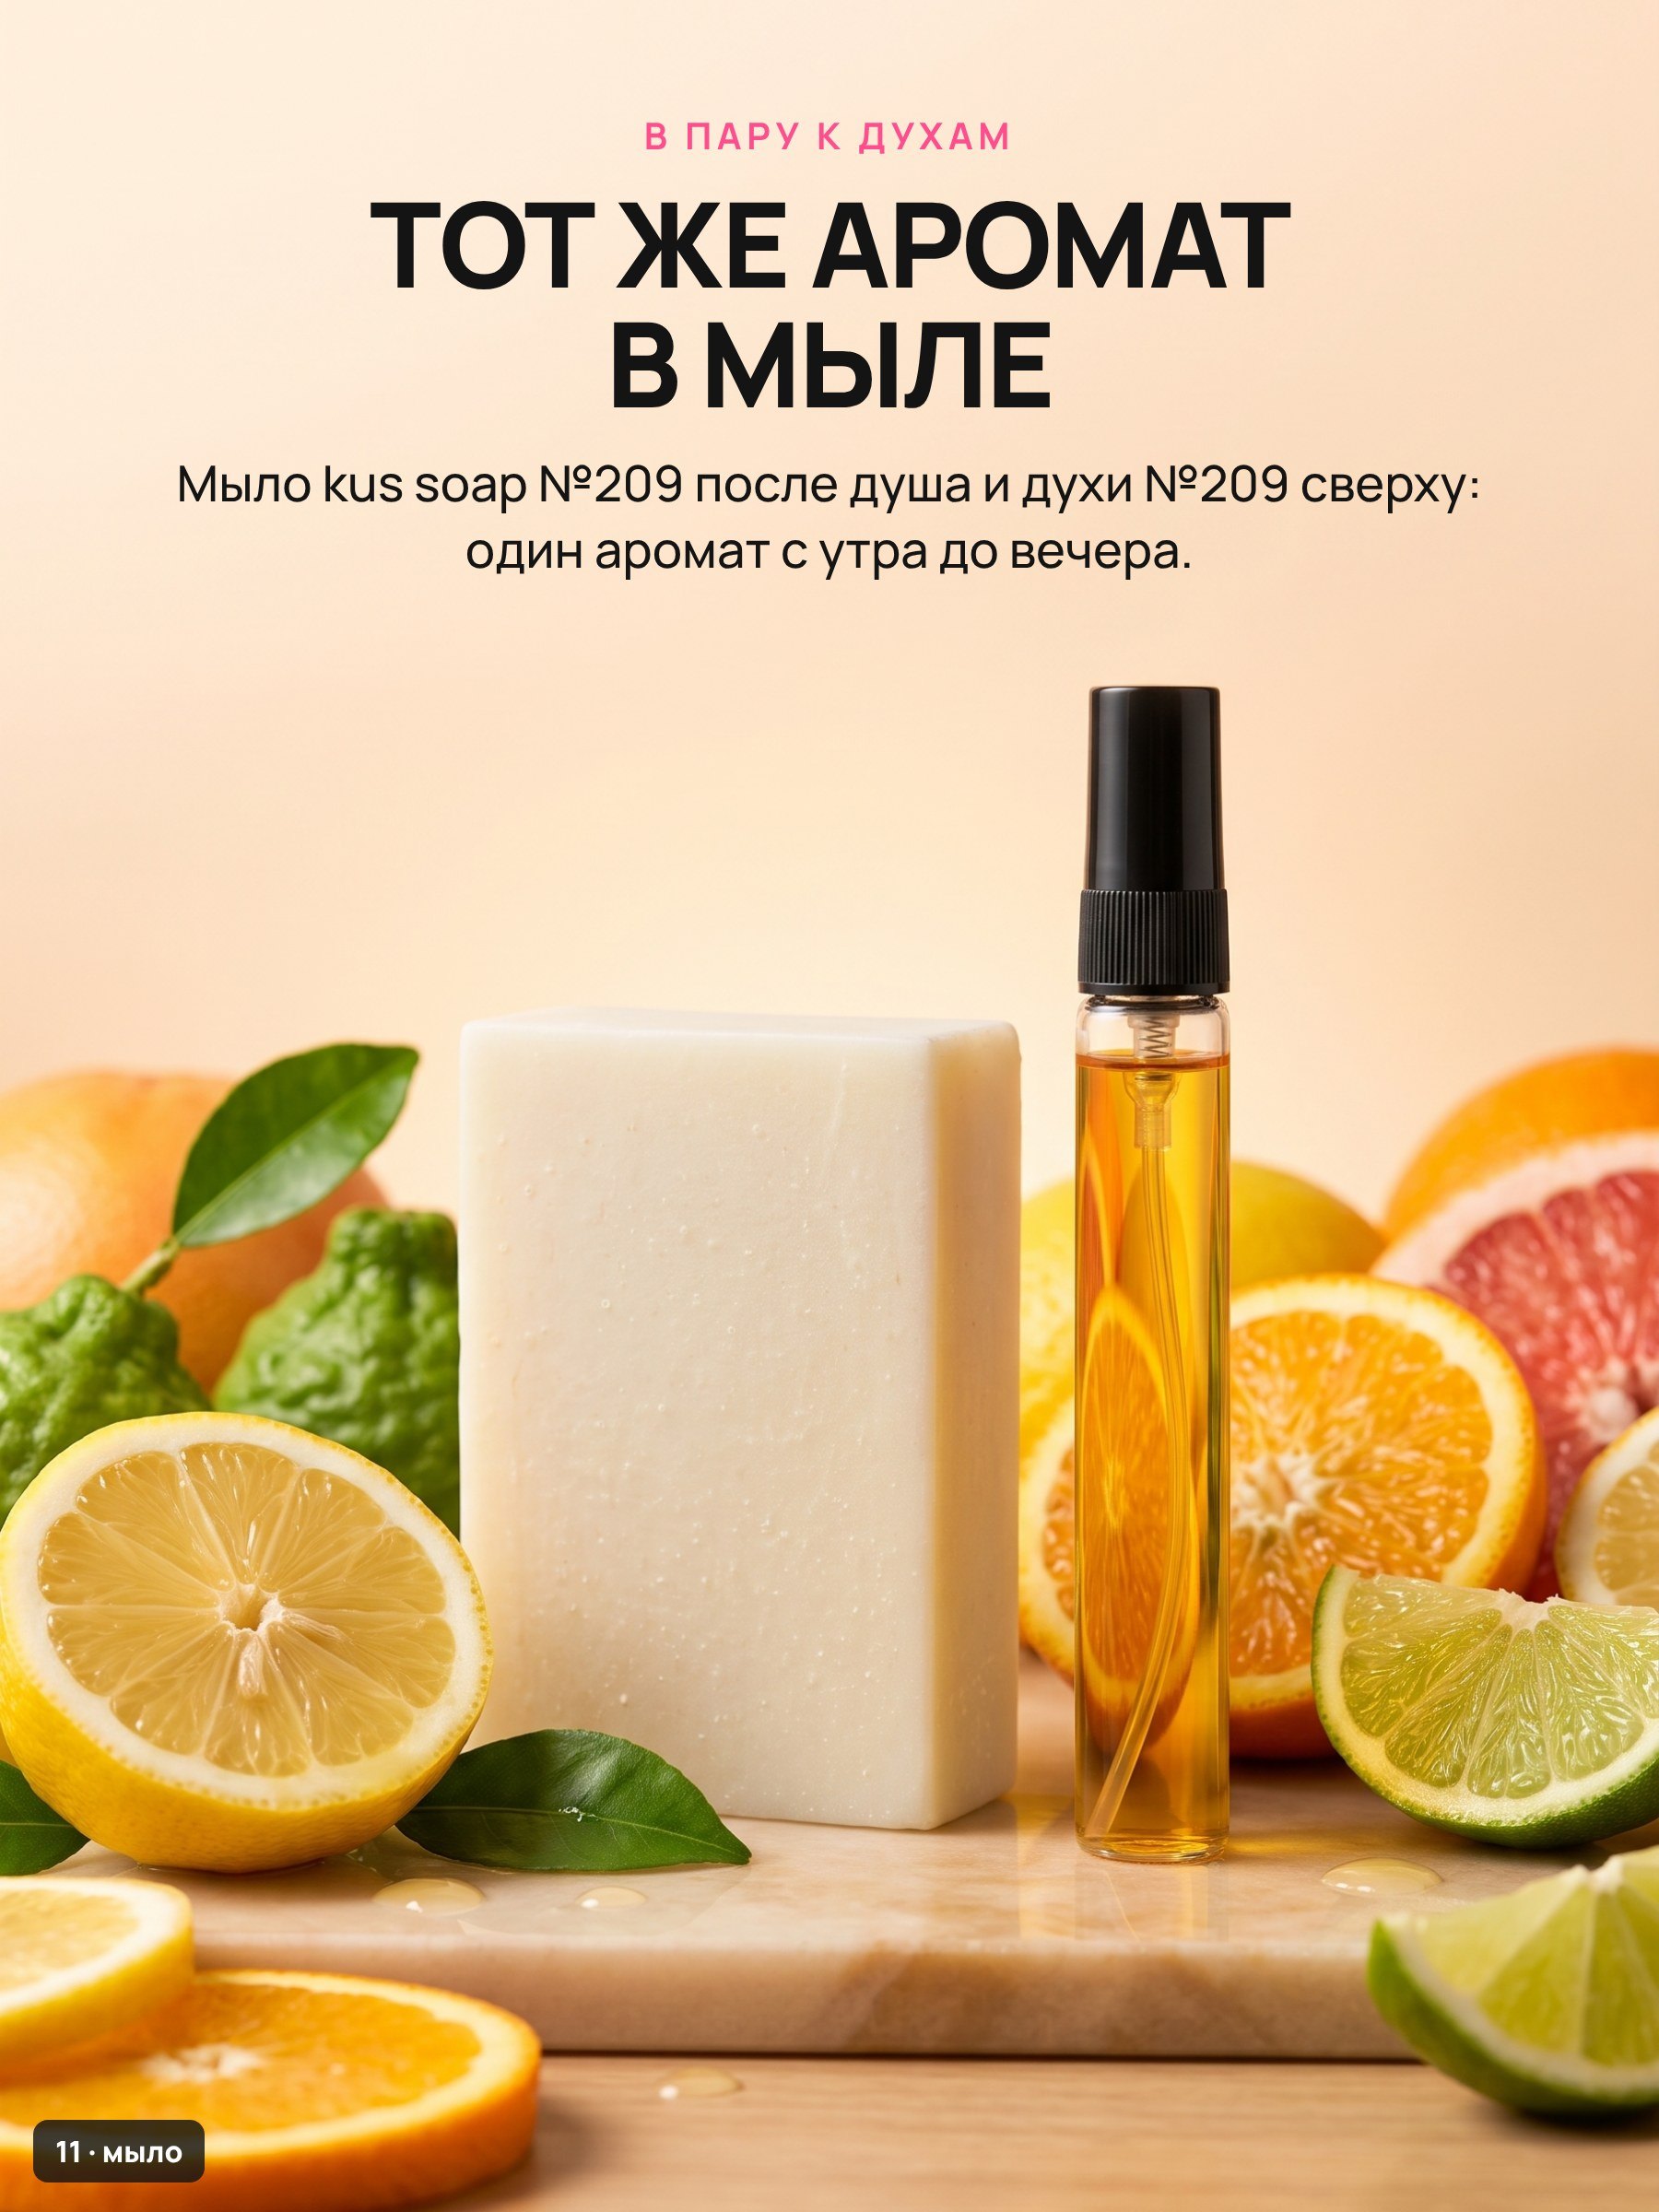 В ПАРУ К ДУХАМ
ТОТ ЖЕ АРОМАТ
В МЫЛЕ
Мыло kus soap №209 после душа и духи №209 сверху:
один аромат с утра до вечера.
11 · мыло